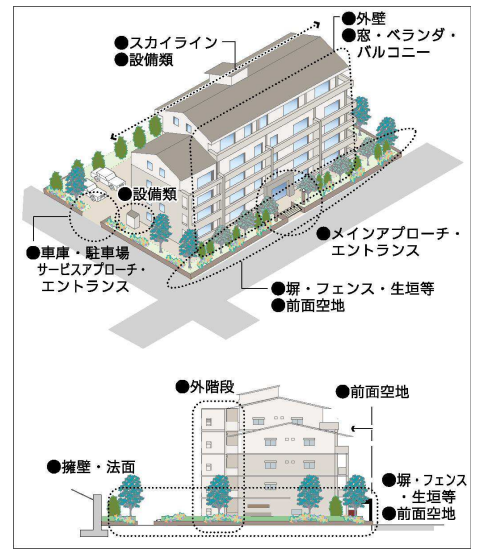 ●スカイライン
●設備類
●外壁
●窓・ベランダ・
バルコニー
●設備類
●メインアプローチ・
エントランス
●車庫・駐車場
サービスアプローチ・
エントランス
●塀・フェンス・生垣等
●前面空地
●外階段
●前面空地
●擁壁・法面
●塀・フェンス
・生垣等
●前面空地